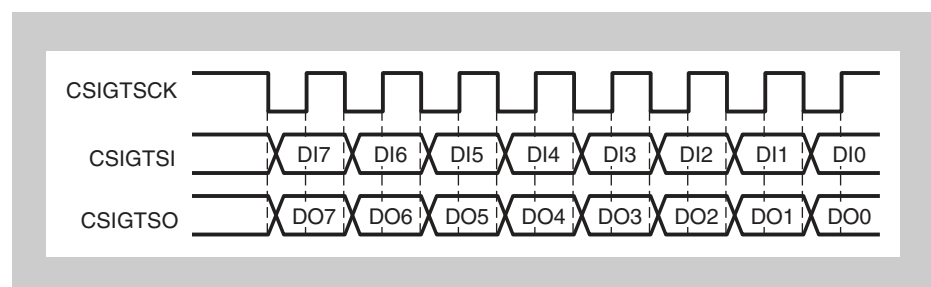 CSIGTSCK
CSIGTSI DI7 DI6 DI5 DI4 DI3 DI2 DI1 DI0
CSIGTSO DO7 DO6 DO5 DO4 DO3 DO2 DO1 DO0